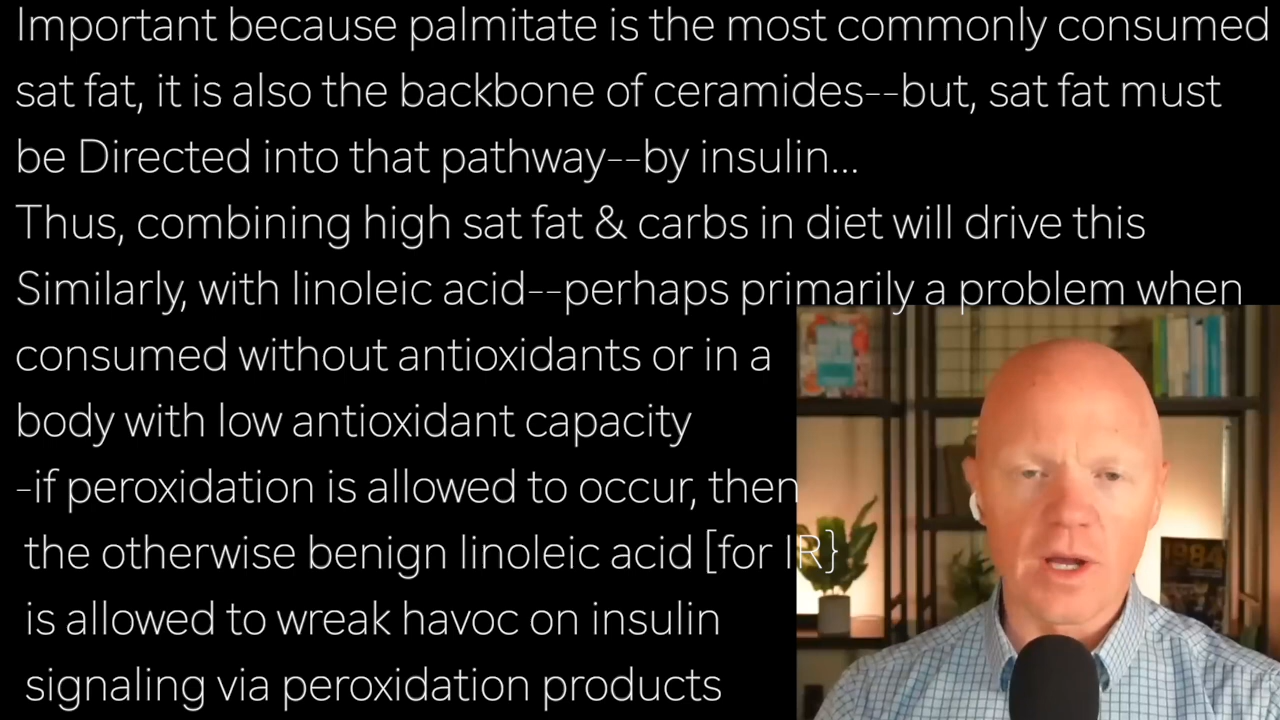 Important because palmitate is the most commonly consumed
sat fat, it is also the backbone of ceramides--but, sat fat must
be Directed into that pathway--by insulin...
Thus, combining high sat fat & carbs in diet will drive this
Similarly, with linoleic acid--perhaps primarily a problem when
consumed without antioxidants or in a
body with low antioxidant capacity
-if peroxidation is allowed to occur, then
the otherwise benign linoleic acid [for IR}
is allowed to wreak havoc on insulin
signaling via peroxidation products
1984